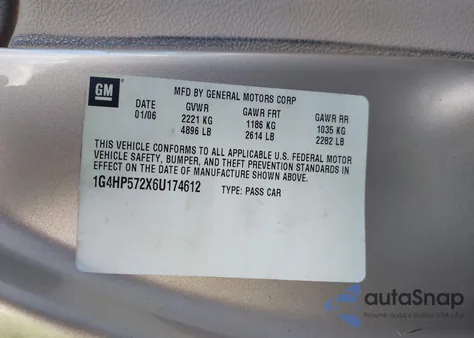 GM
MFD BY GENERAL MOTORS CORP
DATE GVWR GAWR FRT GAWR RR
01/06 2221 KG 1186 KG 1035 KG
4896 LB 2614 LB 2282 LB
THIS VEHICLE CONFORMS TO ALL APPLICABLE U.S. FEDERAL MOTOR
VEHICLE SAFETY, BUMPER, AND THEFT PREVENTION STANDARDS IN
EFFECT ON THE DATE OF MANUFACTURE SHOWN ABOVE.
1G4HP572X6U174612 TYPE: PASS CAR
autoSnap